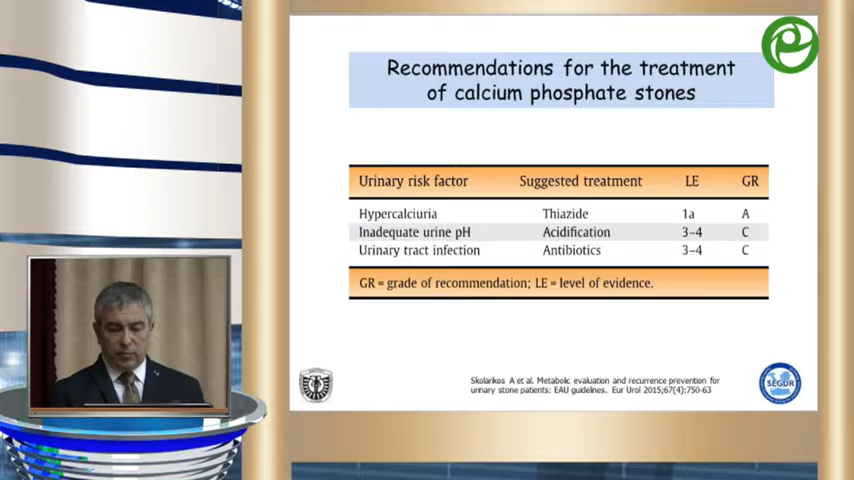 Recommendations for the treatment
of calcium phosphate stones
Urinary risk factor Suggested treatment LE GR
Hypercalciuria Thiazide 1a A
Inadequate urine pH Acidification 3–4 C
Urinary tract infection Antibiotics 3–4 C
GR = grade of recommendation; LE = level of evidence.
Skolarikos A et al. Metabolic evaluation and recurrence prevention for
urinary stone patients: EAU guidelines. Eur Urol 2015;67(4):750-63
SEGUR